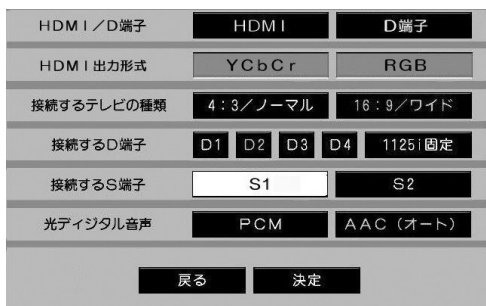 HDMI／D端子 HDMI D端子
HDMI出力形式 YCbCr RGB
接続するテレビの種類 4：3／ノーマル 16：9／ワイド
接続するD端子 D1 D2 D3 D4 1125i固定
接続するS端子 S1 S2
光ディジタル音声 PCM AAC（オート）
戻る 決定